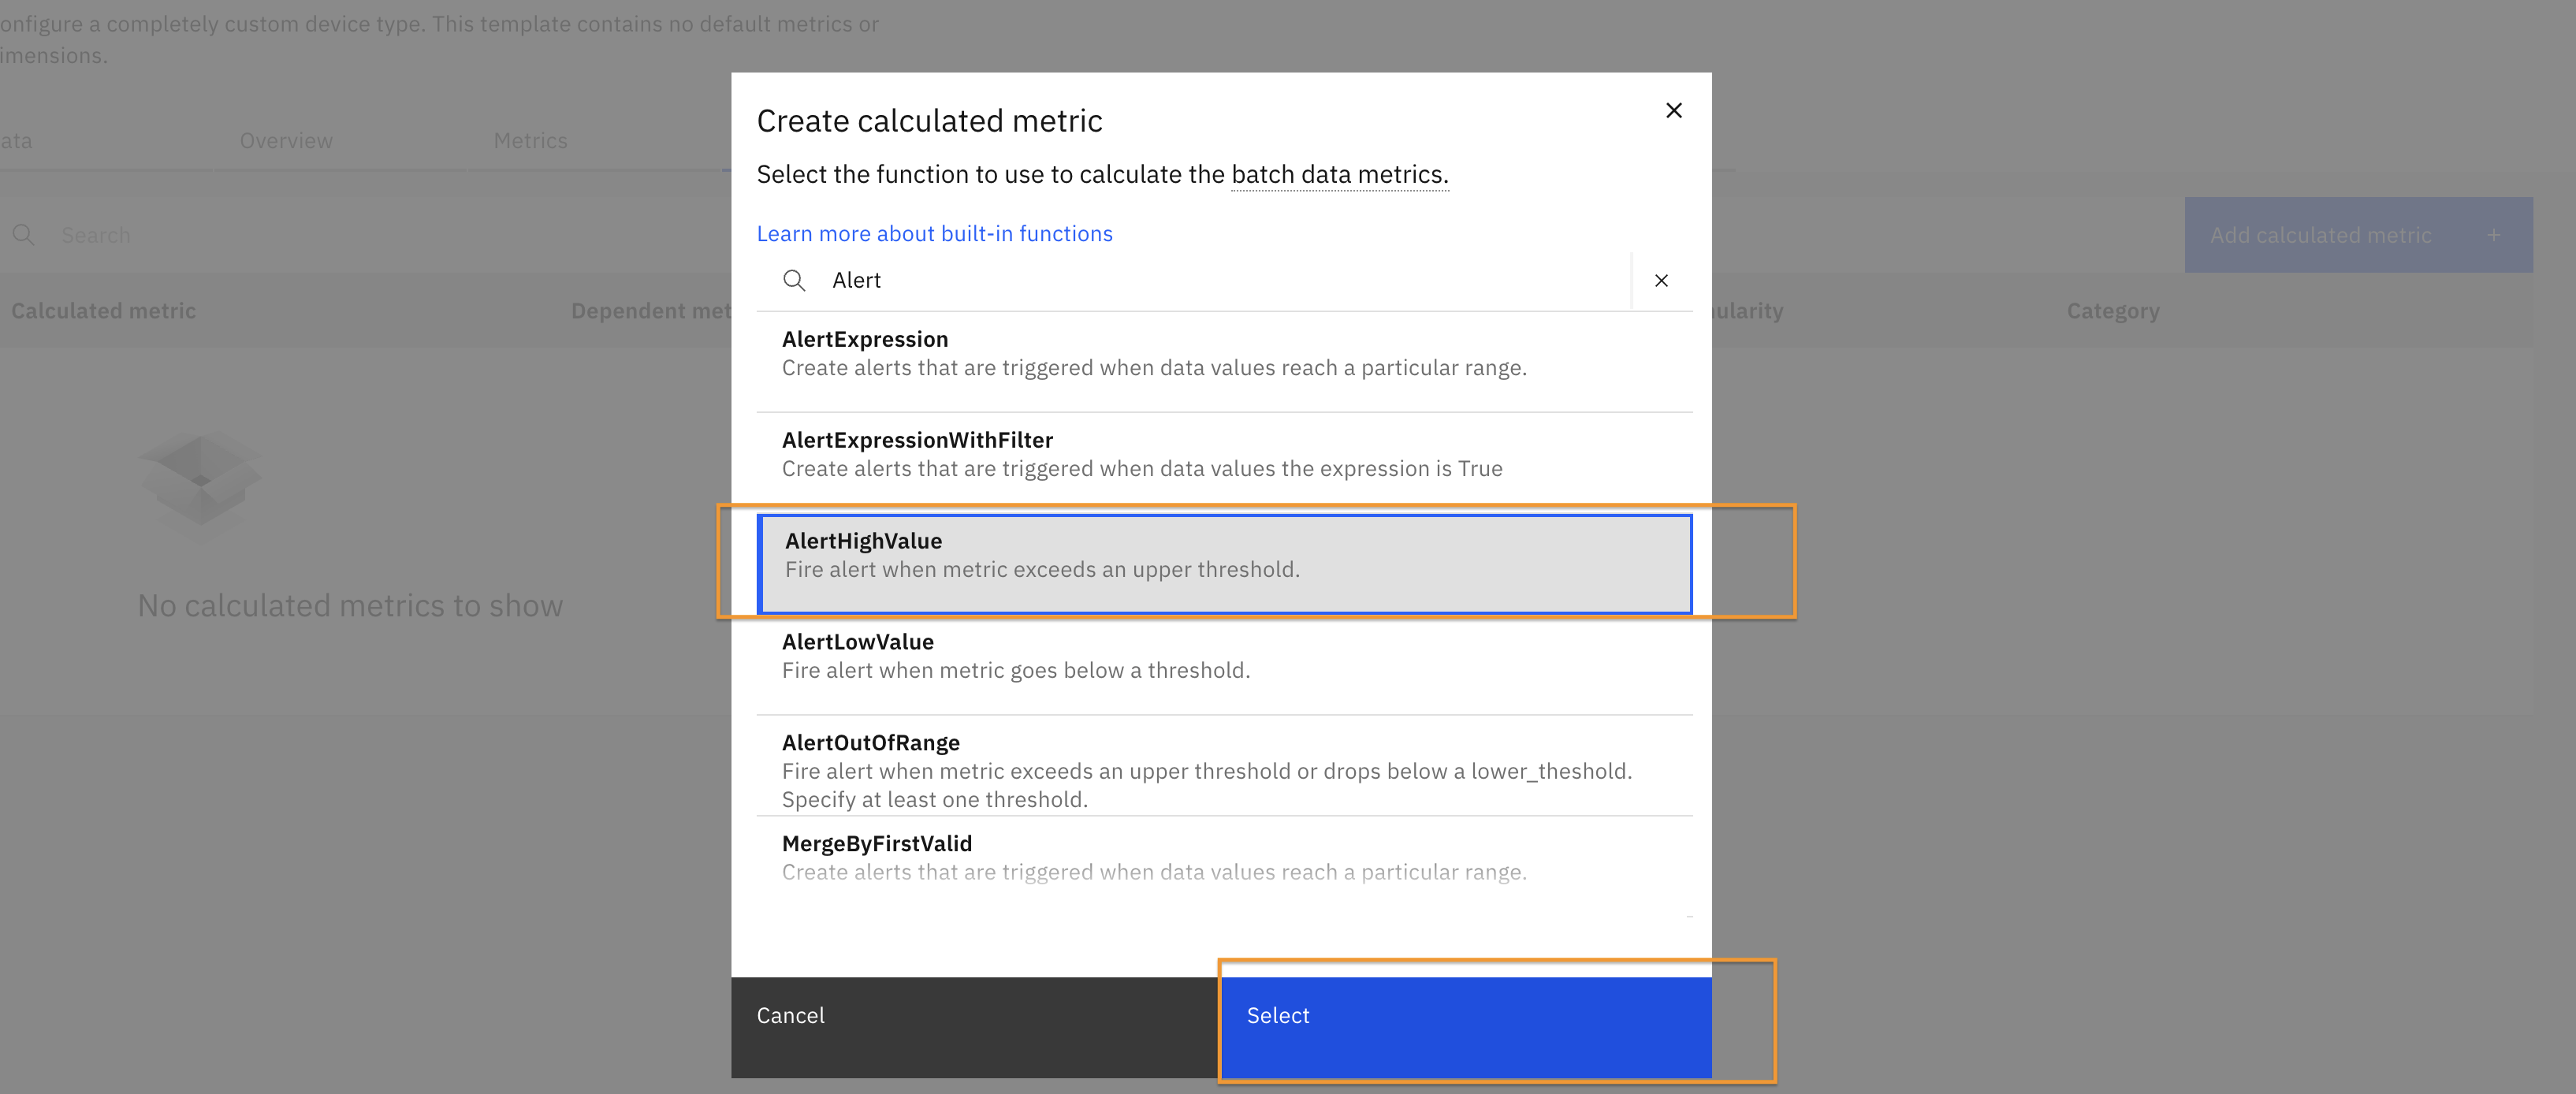 onfigure a completely custom device type. This template contains no default metrics or
imensions.
ata
Overview
Metrics
Search
Add calculated metric +
Calculated metric
Dependent met
ularity
Category
No calculated metrics to show
Create calculated metric
Select the function to use to calculate the batch data metrics.
Learn more about built-in functions
Alert
AlertExpression
Create alerts that are triggered when data values reach a particular range.
AlertExpressionWithFilter
Create alerts that are triggered when data values the expression is True
AlertHighValue
Fire alert when metric exceeds an upper threshold.
AlertLowValue
Fire alert when metric goes below a threshold.
AlertOutOfRange
Fire alert when metric exceeds an upper threshold or drops below a lower_theshold.
Specify at least one threshold.
MergeByFirstValid
Create alerts that are triggered when data values reach a particular range.
Cancel
Select